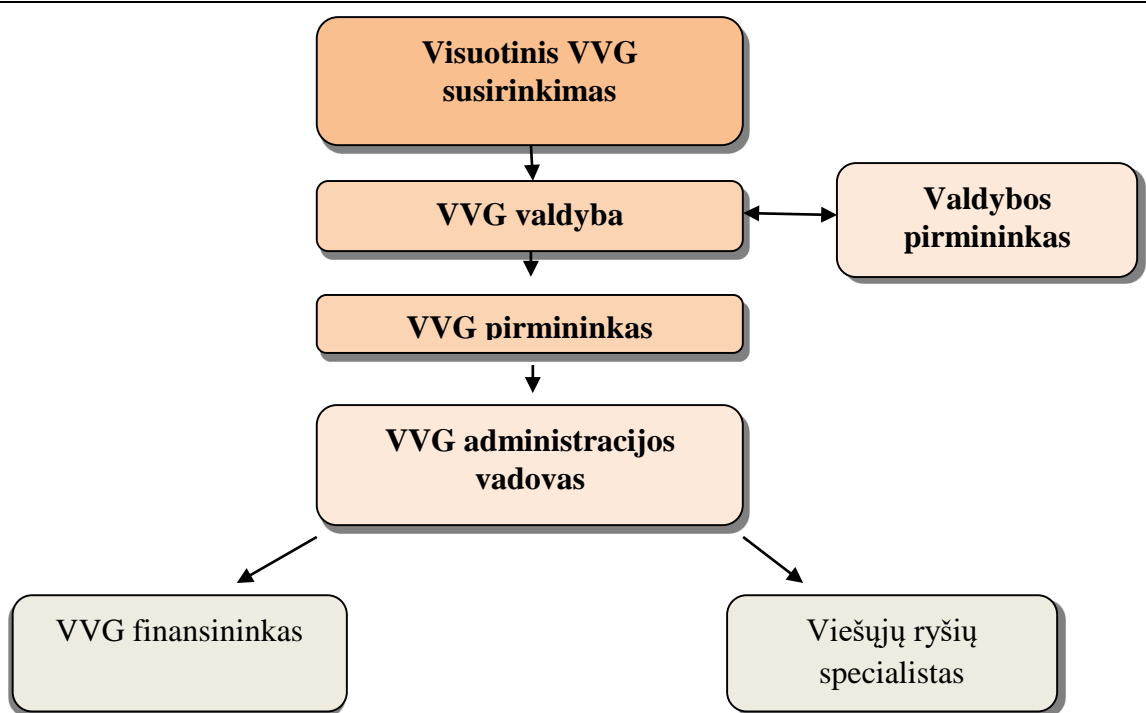 Visuotinis VVG
susirinkimas
VVG valdyba
Valdybos
pirmininkas
VVG pirmininkas
VVG administracijos
vadovas
VVG finansininkas
Viešųjų ryšių
specialistas